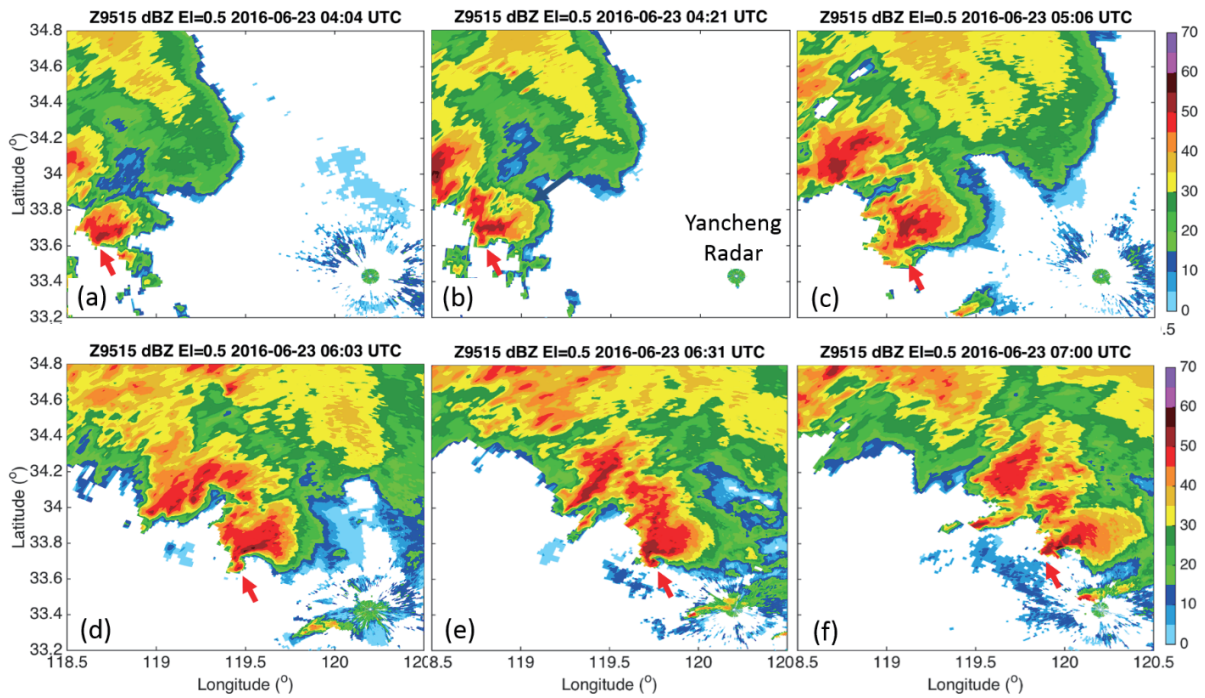 Z9515 dBZ El=0.5 2016-06-23 04:04 UTC
Z9515 dBZ El=0.5 2016-06-23 04:21 UTC
Z9515 dBZ El=0.5 2016-06-23 05:06 UTC
34.8
34.6
34.4
34.2
34
33.8
33.6
33.4
33.2
Latitude (°)
(a)
Yancheng
Radar
(b)
(c)
70
60
50
40
30
20
10
0
.5
Z9515 dBZ El=0.5 2016-06-23 06:03 UTC
Z9515 dBZ El=0.5 2016-06-23 06:31 UTC
Z9515 dBZ El=0.5 2016-06-23 07:00 UTC
34.8
34.6
34.4
34.2
34
33.8
33.6
33.4
33.2
Latitude (°)
(d)
(e)
(f)
70
60
50
40
30
20
10
0
118.5 119 119.5 120 120
8.5 119 119.5 120 120
8.5 119 119.5 120 120.5
Longitude (°)
Longitude (°)
Longitude (°)